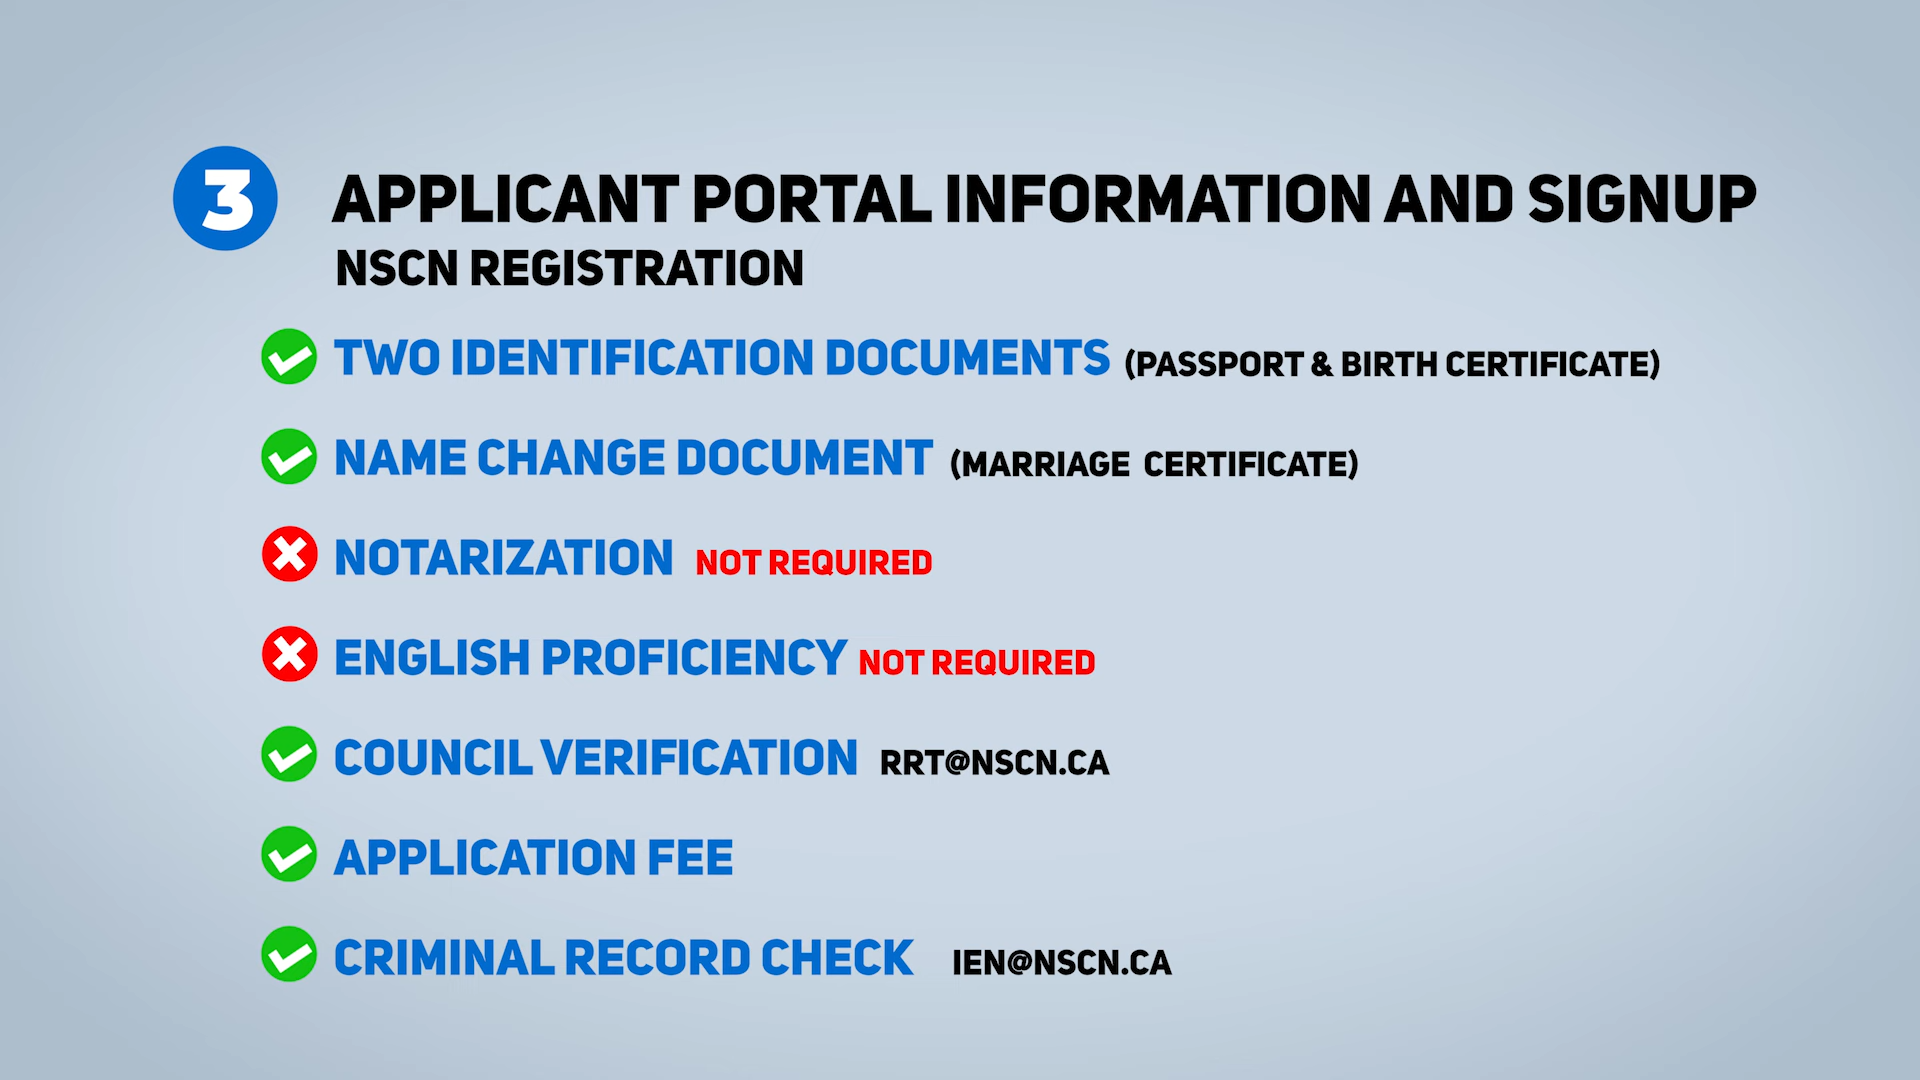 3 APPLICANT PORTAL INFORMATION AND SIGNUP
NSCN REGISTRATION
TWO IDENTIFICATION DOCUMENTS (PASSPORT & BIRTH CERTIFICATE)
NAME CHANGE DOCUMENT (MARRIAGE CERTIFICATE)
NOTARIZATION NOT REQUIRED
ENGLISH PROFICIENCY NOT REQUIRED
COUNCIL VERIFICATION RRT@NSCN.CA
APPLICATION FEE
CRIMINAL RECORD CHECK IEN@NSCN.CA